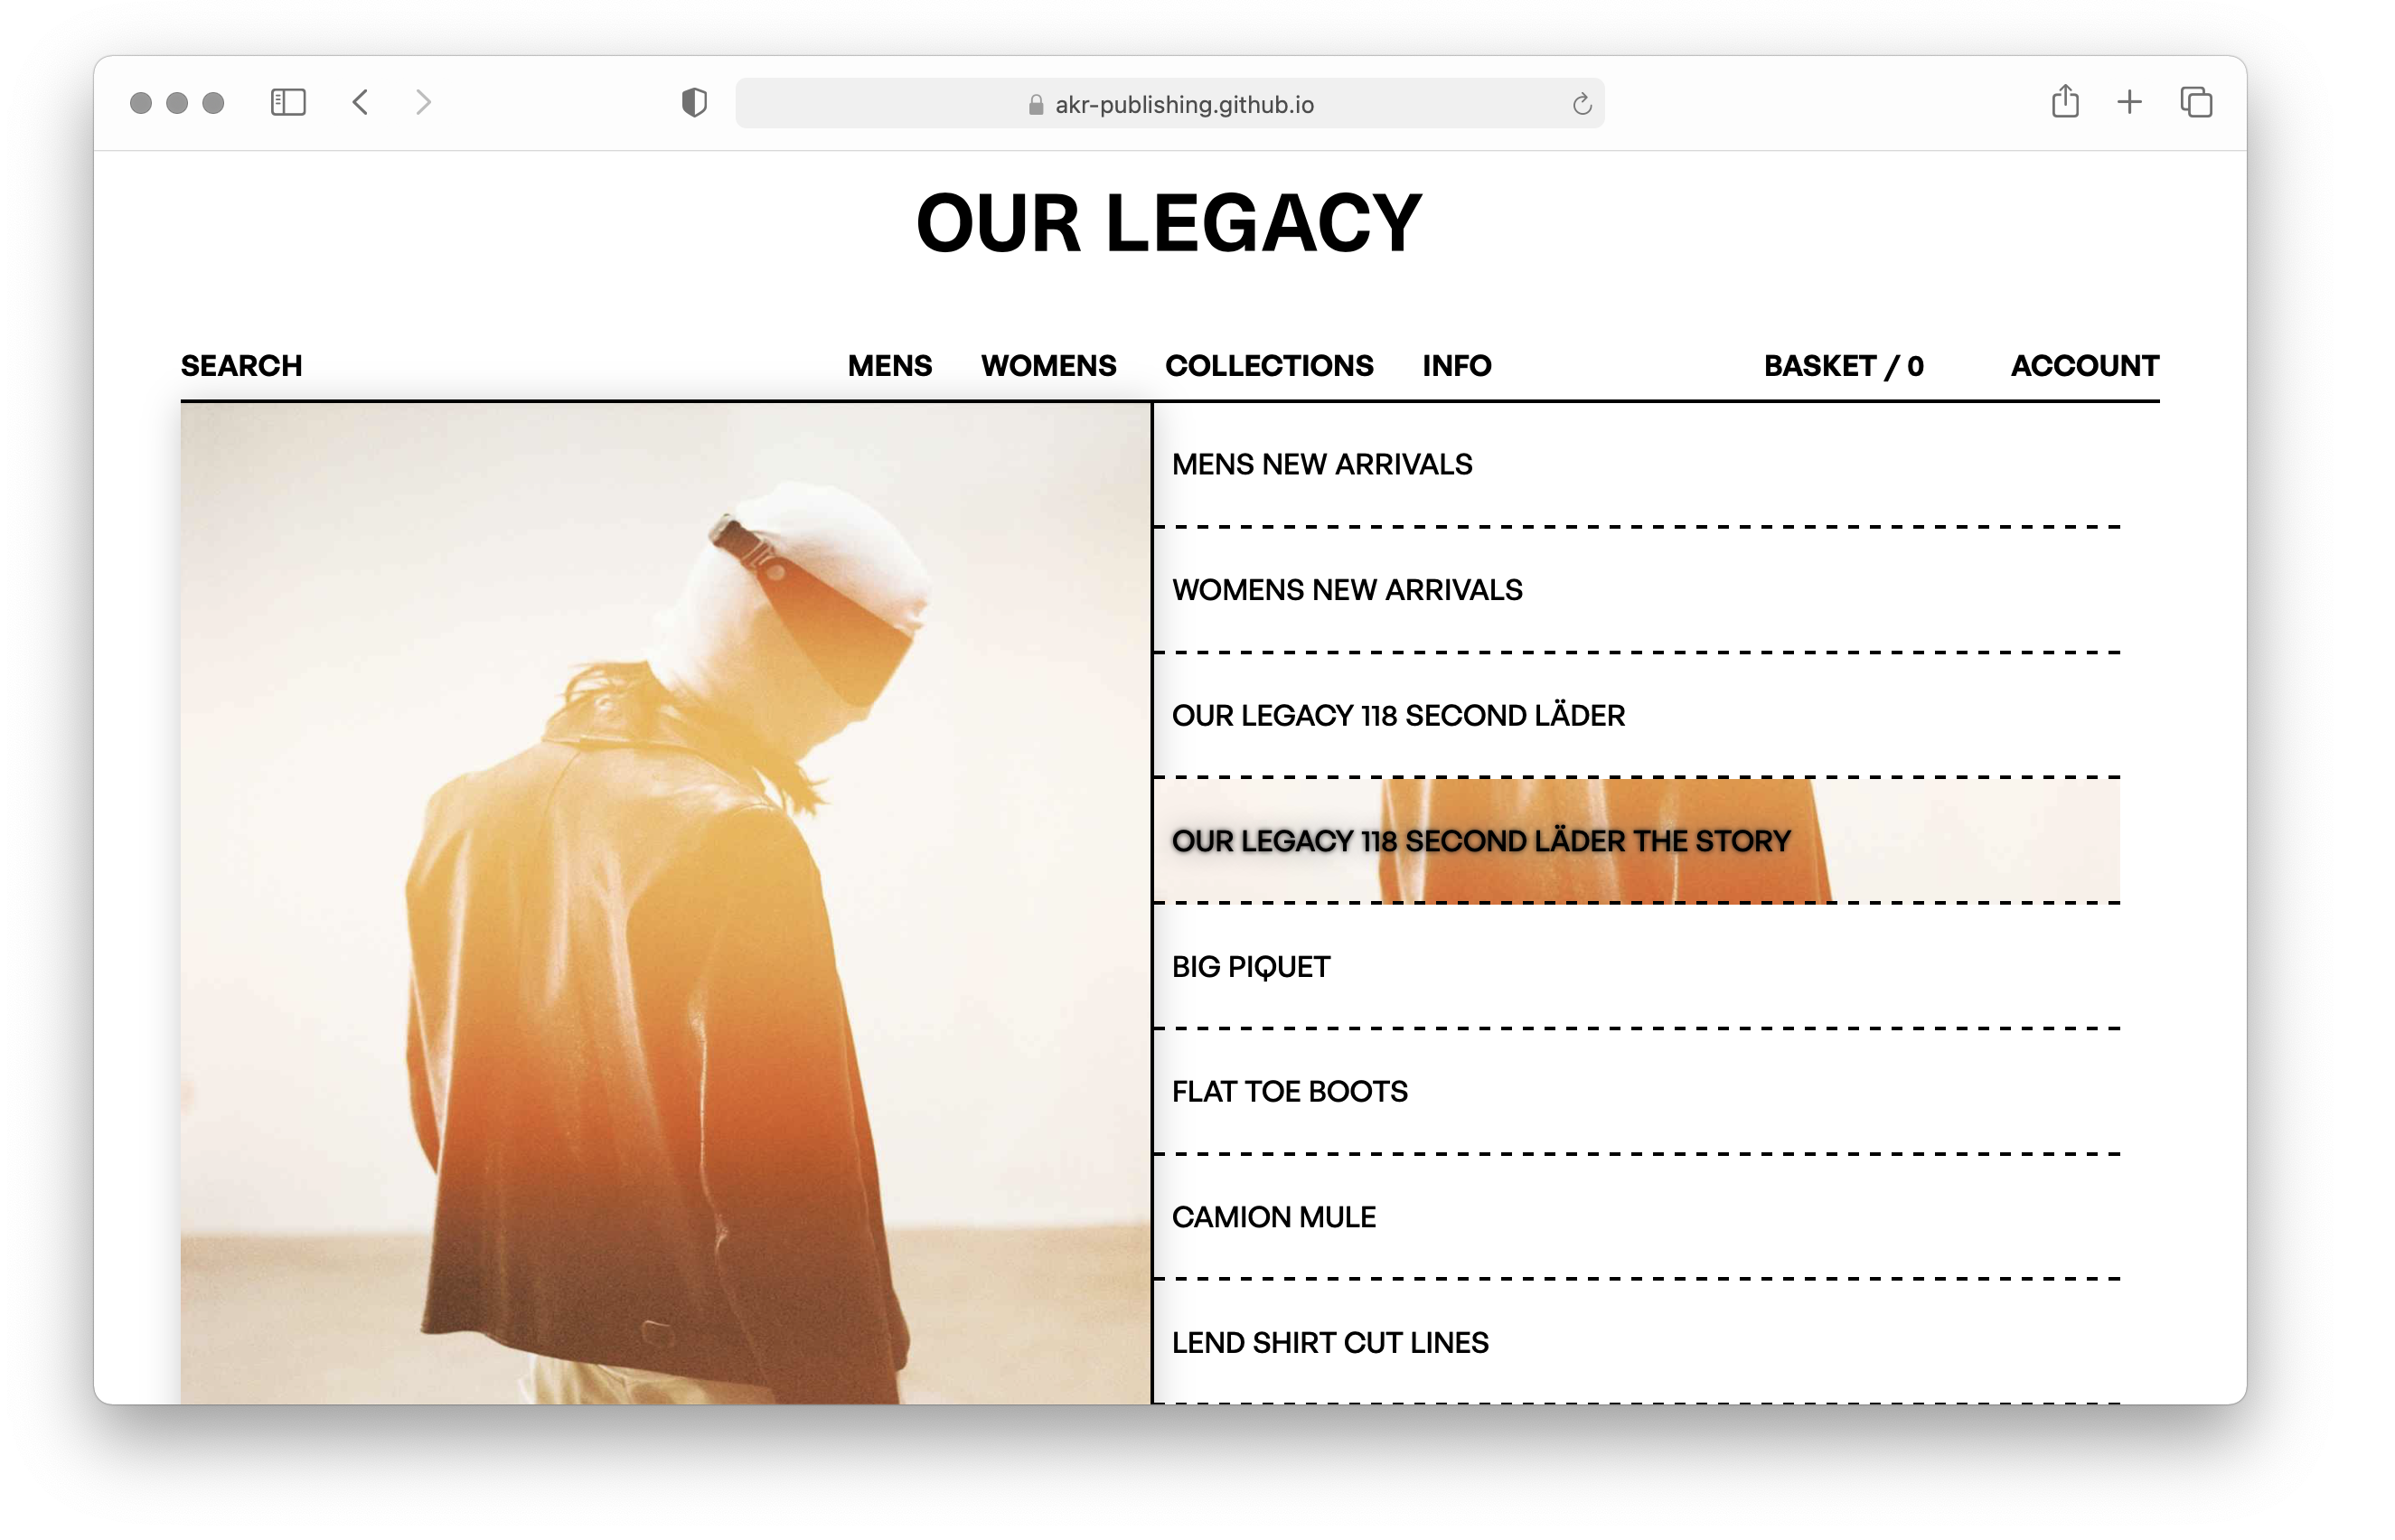 akr-publishing.github.io
OUR LEGACY
SEARCH MENS WOMENS COLLECTIONS INFO BASKET / 0 ACCOUNT
MENS NEW ARRIVALS
WOMENS NEW ARRIVALS
OUR LEGACY 118 SECOND LÄDER
OUR LEGACY 118 SECOND LÄDER THE STORY
BIG PIQUET
FLAT TOE BOOTS
CAMION MULE
LEND SHIRT CUT LINES